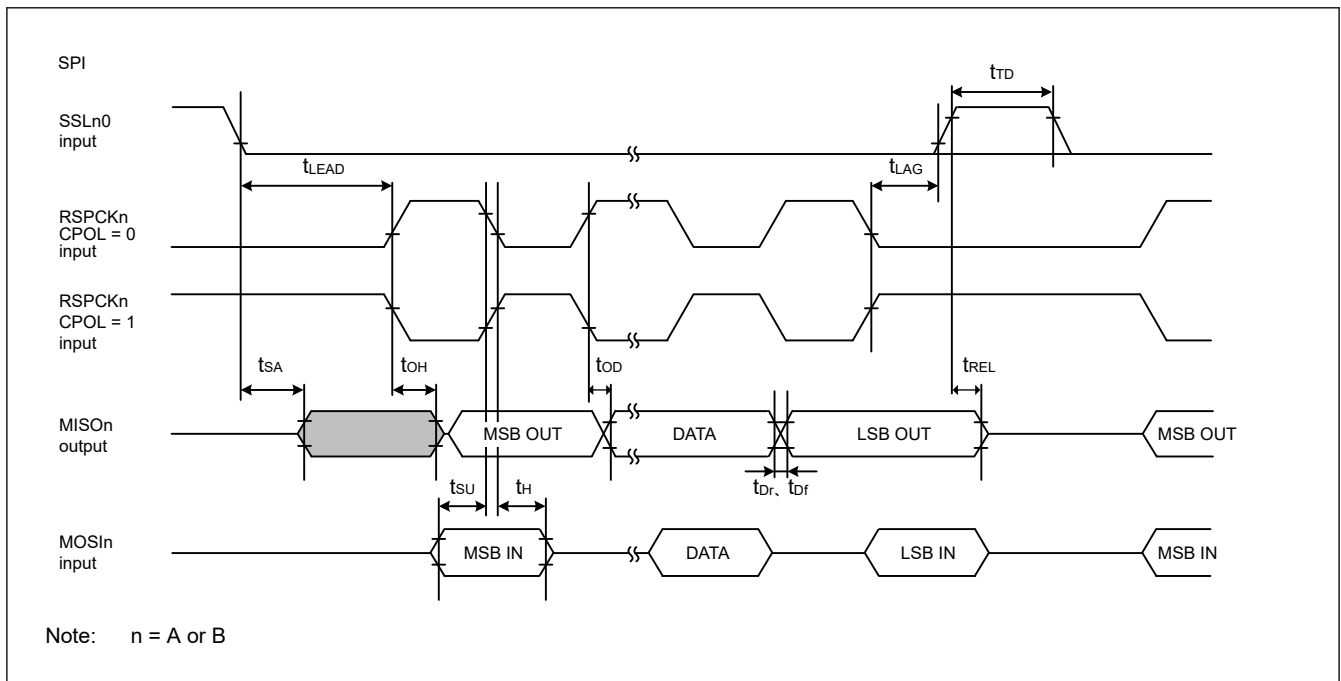 SPI
tTD
SSLn0
input
tLEAD
tLAG
RSPCKn
CPOL = 0
input
RSPCKn
CPOL = 1
input
tSA
tOH
tOD
tREL
MISOn
output
MSB OUT
DATA
LSB OUT
MSB OUT
tSU
tH
tDr、tDf
MOSIn
input
MSB IN
DATA
LSB IN
MSB IN
Note: n = A or B